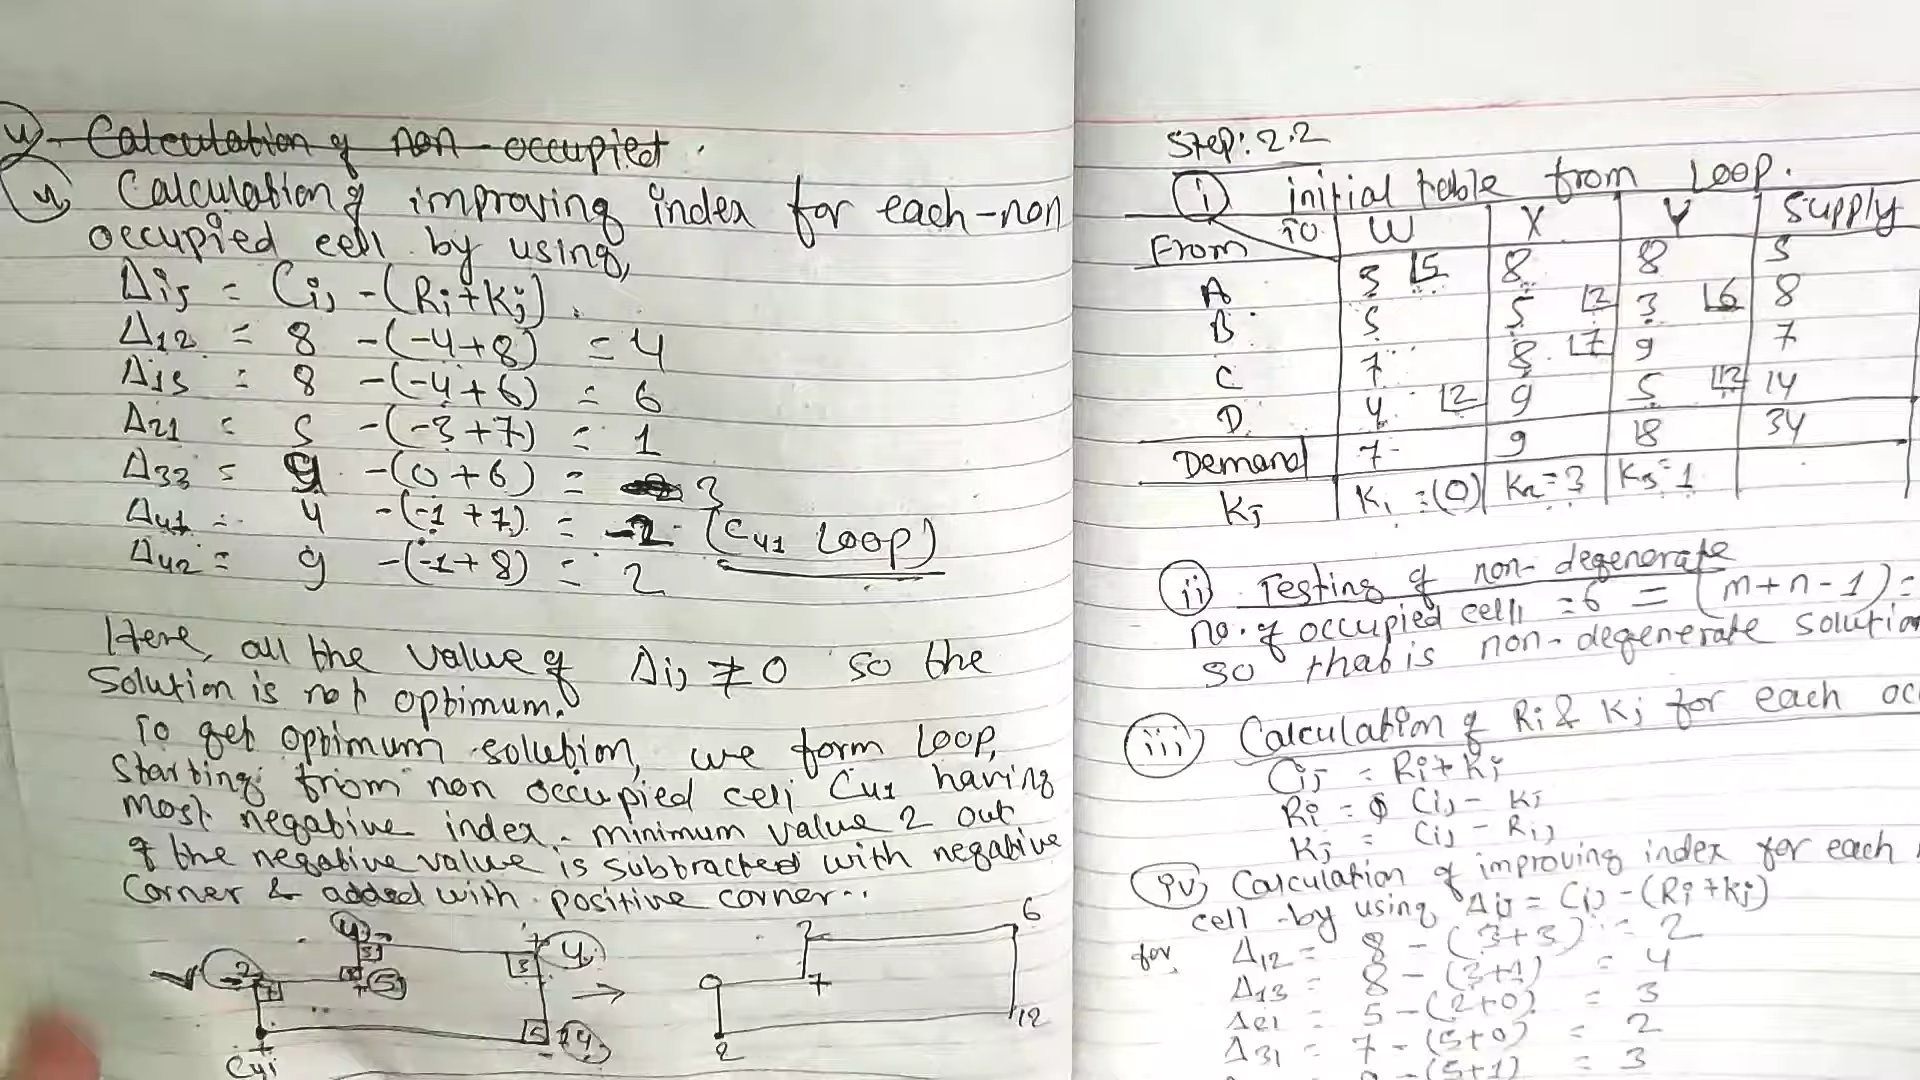 Calculation of non-occupied.
Calculation of improving index for each-non
occupied cell by using,
Δij = Cij -(Ri+Kj).
Δ12 = 8 -(-4+8) = 4
Δ13 = 8 -(-4+6) = 6
Δ21 = 5 -(-3+7) = 1
Δ33 = 9 -(0+6) = 3
Δ41 = 4 -(-1+7) = -2 (C41 Loop)
Δ42 = 9 -(-1+8) = 2
Here, all the value of Δij ≠ 0 so the
Solution is not optimum.
To get optimum solution, we form Loop,
Starting from non occupied cell C41 having
most negative index. minimum value 2 out
of the negative value is subtracted with negative
corner & added with positive corner..
C41
2 7 2 6 12
Step: 2.2
(i) initial table from Loop.
From To W X Y Supply
A 3 5 8 8 5
B 5 5 2 3 6 8
C 7 8 7 9 7
D 4 2 9 5 12 14
Demand 7 9 18 34
Kj K1 = (0) K2 = 3 K3 = 1
(ii) Testing of non-degenerate
no. of occupied cell = 6 = (m+n-1) =
so that is non-degenerate solution
(iii) Calculation of Ri & Kj for each
Cij = Ri+Kj
Ri = Cij - Kj
Kj = Cij - Rij
(iv) Calculation of improving index for each
cell by using Δij = Cij - (Ri+Kj)
for Δ12 = 8 - (3+3) = 2
Δ13 = 8 - (3+1) = 4
Δ21 = 5 - (2+0) = 3
Δ31 = 7 - (5+0) = 2
9 - (5+1) = 3